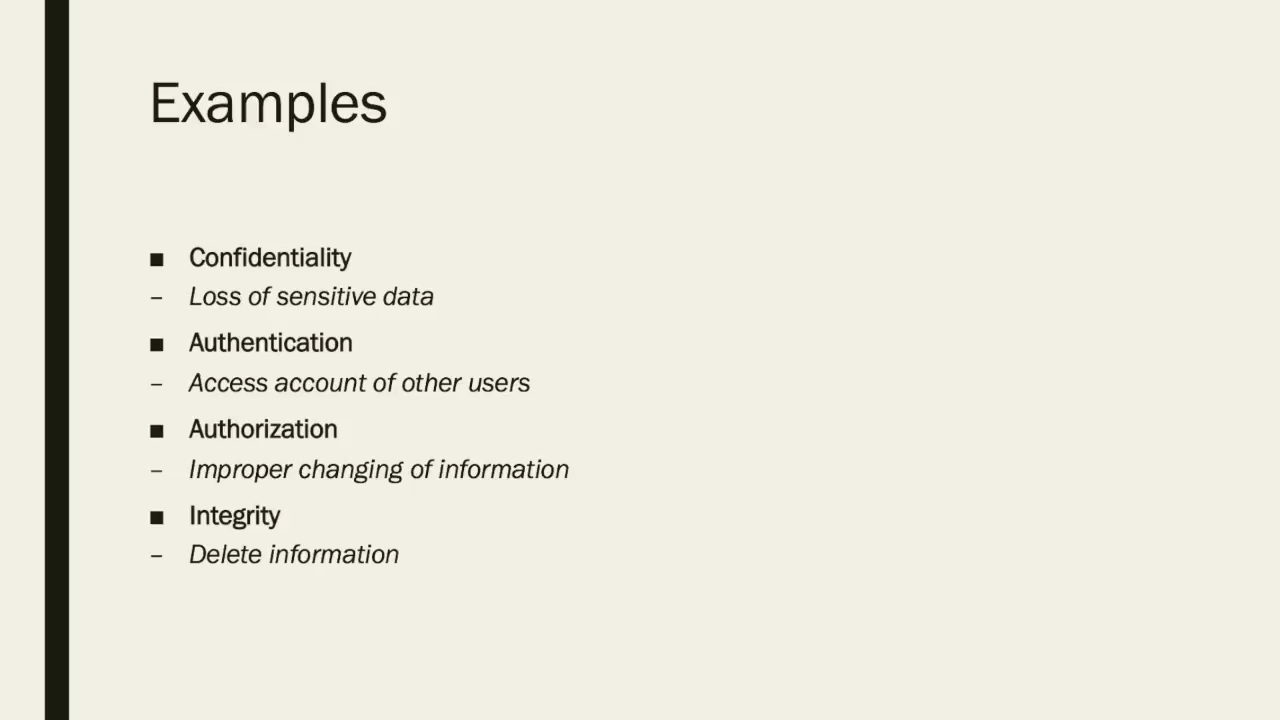 Examples
■ Confidentiality
– Loss of sensitive data
■ Authentication
– Access account of other users
■ Authorization
– Improper changing of information
■ Integrity
– Delete information